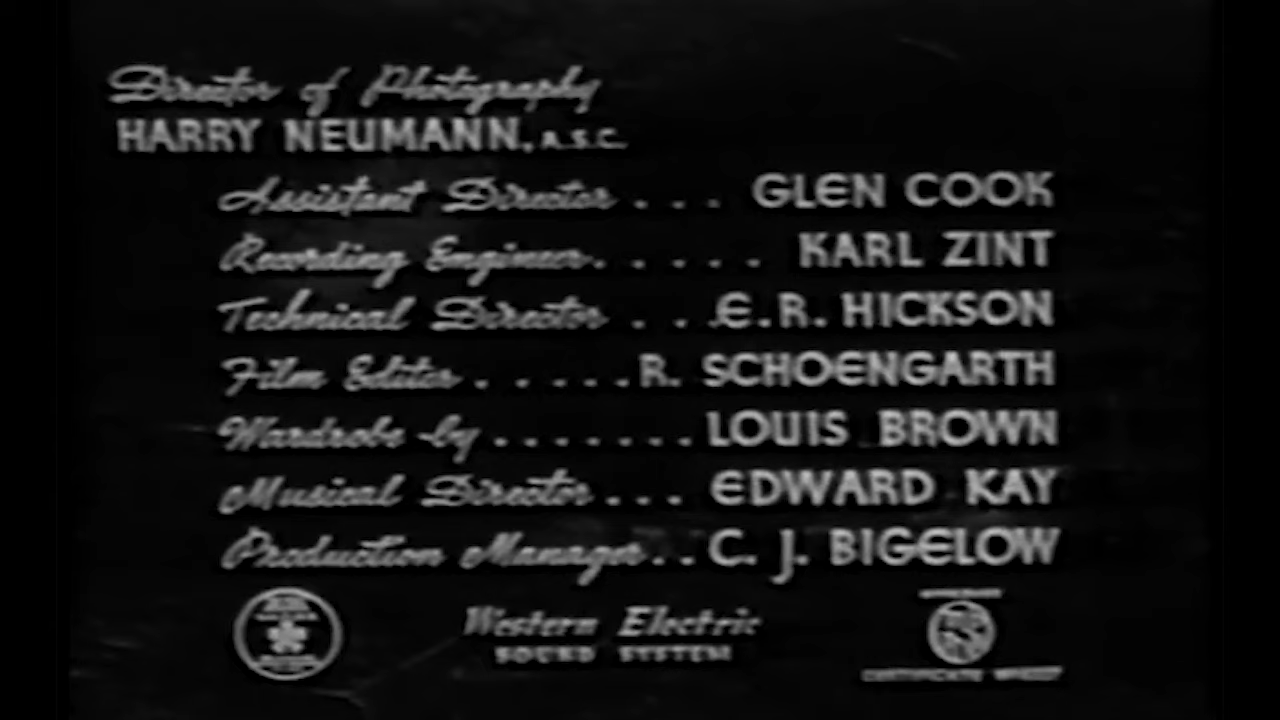 Director of Photography
HARRY NEUMANN, A.S.C.
Assistant Director . . . GLEN COOK
Recording Engineer. . . . . KARL ZINT
Technical Director . . . E.R. HICKSON
Film Editor . . . . . R. SCHOENGARTH
Wardrobe by . . . . . . . LOUIS BROWN
Musical Director . . . EDWARD KAY
Production Manager . . C. J. BIGELOW
Western Electric
SOUND SYSTEM
CERTIFICATE